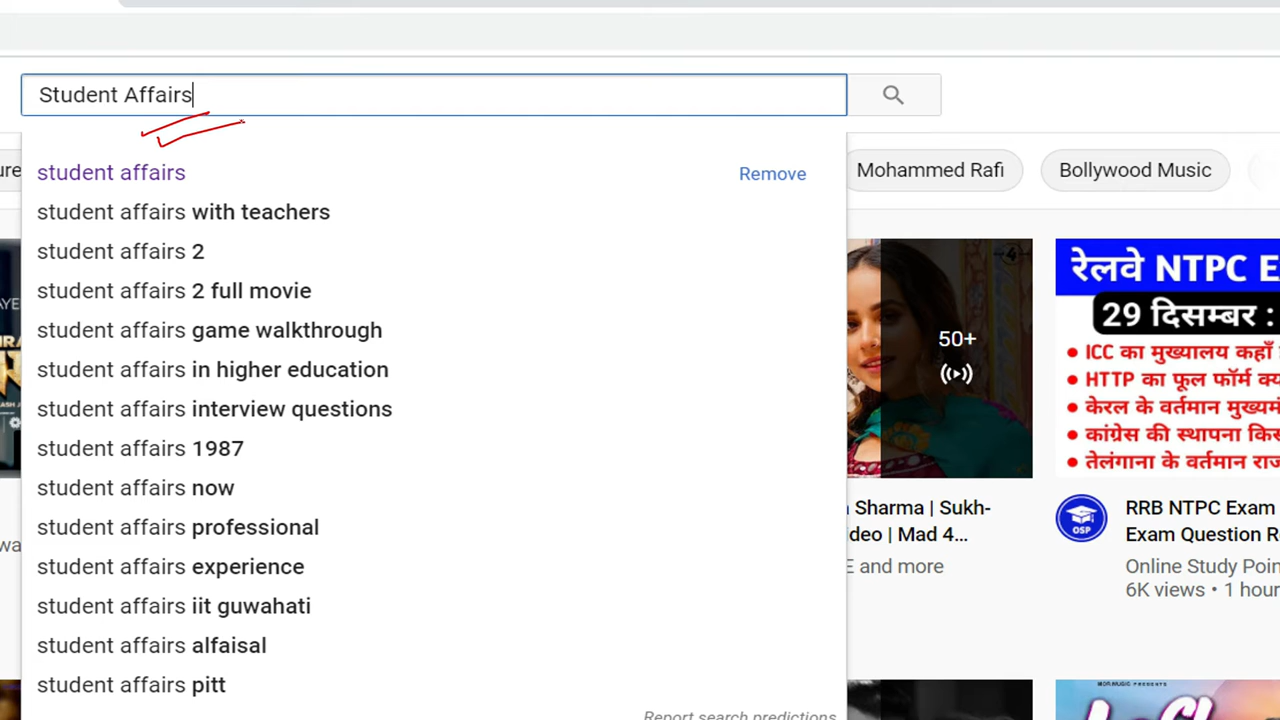 Student Affairs
student affairs
Remove
student affairs with teachers
student affairs 2
student affairs 2 full movie
student affairs game walkthrough
student affairs in higher education
student affairs interview questions
student affairs 1987
student affairs now
student affairs professional
student affairs experience
student affairs iit guwahati
student affairs alfaisal
student affairs pitt
Report search predictions
Mohammed Rafi
Bollywood Music
50+
Sharma | Sukh-
deo | Mad 4...
E and more
रेलवे NTPC E
29 दिसम्बर :
• ICC का मुख्यालय कहाँ
• HTTP का फूल फॉर्म क्य
• केरल के वर्तमान मुख्यमं
• कांग्रेस की स्थापना किस
• तेलंगाना के वर्तमान राज
OSP
RRB NTPC Exam
Exam Question R
Online Study Poin
6K views • 1 hour
MOR MUSIC PRESENTS